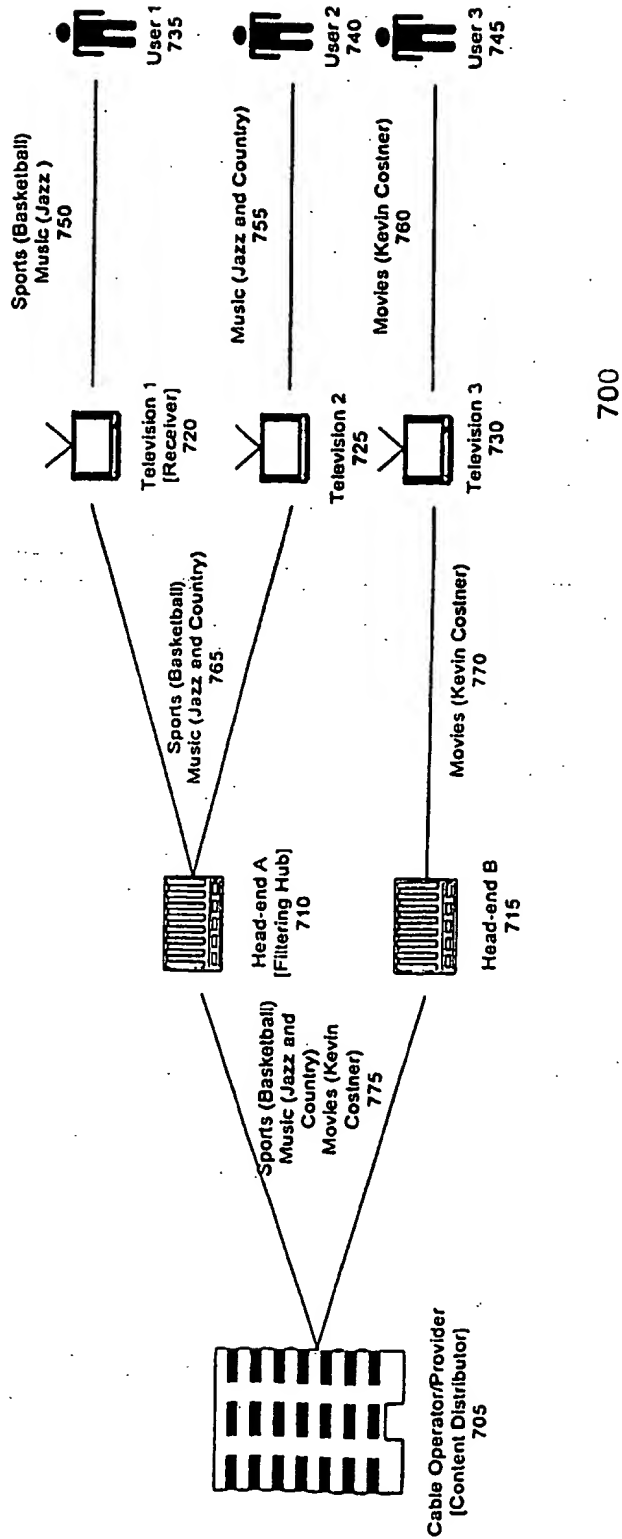 Cable Operator/Provider
[Content Distributor]
705
Sports (Basketball)
Music (Jazz and
Country)
Movies (Kevin
Costner)
775
Head-end A
[Filtering Hub]
710
Head-end B
715
Sports (Basketball)
Music (Jazz and Country)
765
Movies (Kevin Costner)
770
Television 1
[Receiver]
720
Television 2
725
Television 3
730
Sports (Basketball)
Music (Jazz )
750
Music (Jazz and Country)
755
Movies (Kevin Costner)
760
User 1
735
User 2
740
User 3
745
700